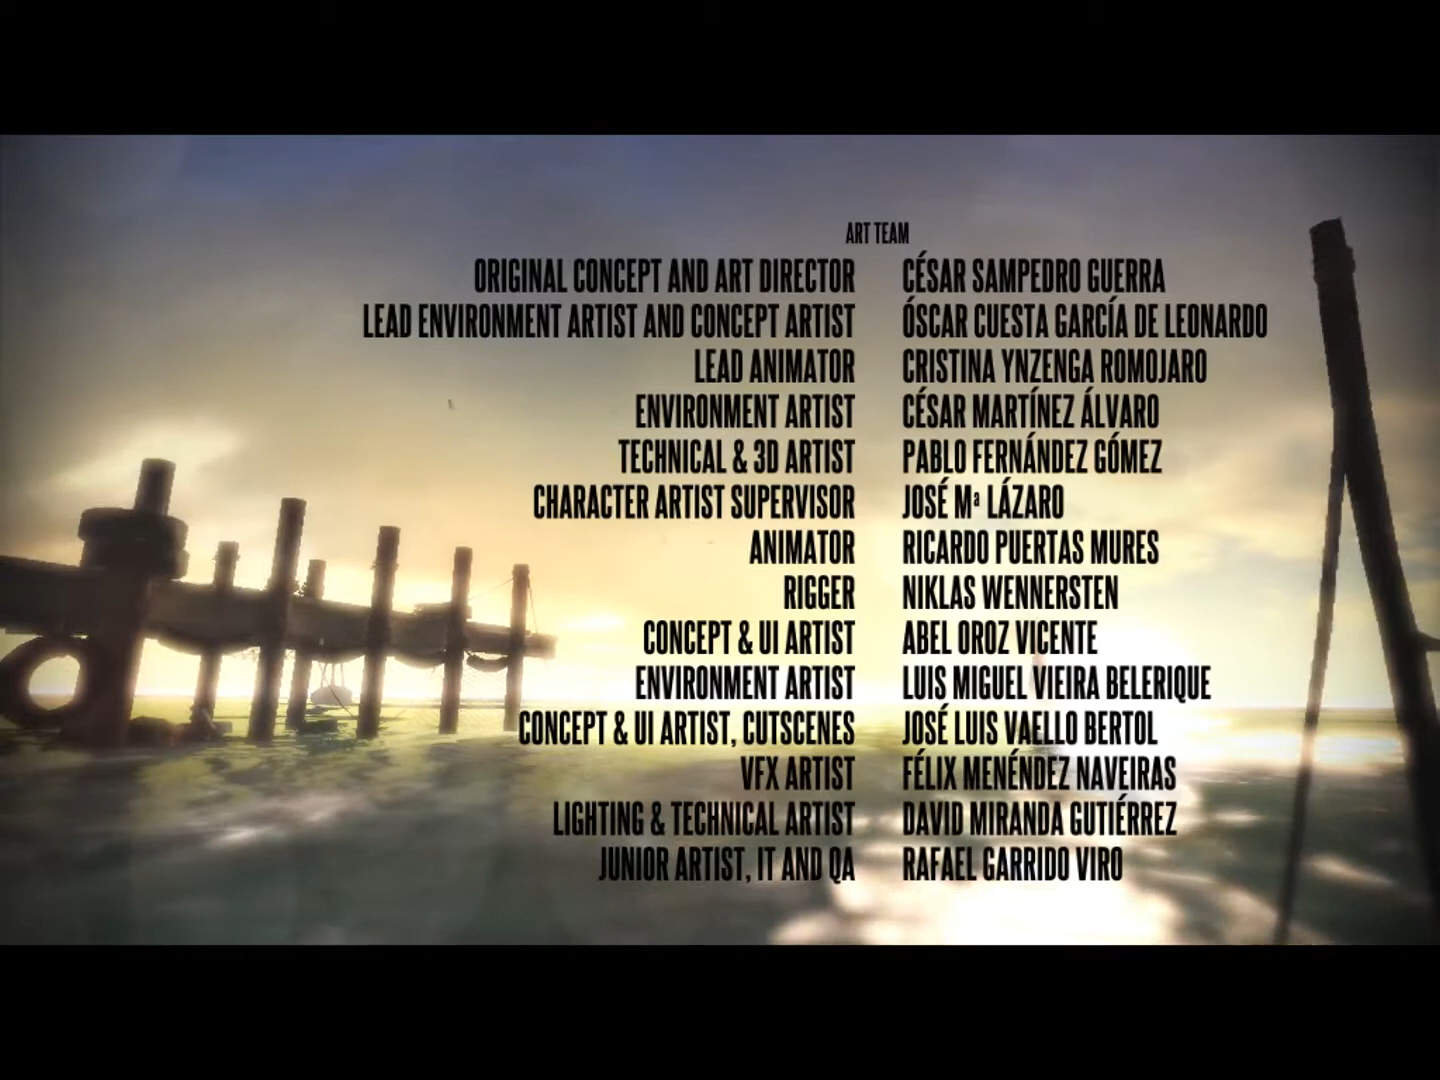 ART TEAM
ORIGINAL CONCEPT AND ART DIRECTOR CÉSAR SAMPEDRO GUERRA
LEAD ENVIRONMENT ARTIST AND CONCEPT ARTIST ÓSCAR CUESTA GARCÍA DE LEONARDO
LEAD ANIMATOR CRISTINA YNZENGA ROMOJARO
ENVIRONMENT ARTIST CÉSAR MARTÍNEZ ÁLVARO
TECHNICAL & 3D ARTIST PABLO FERNÁNDEZ GÓMEZ
CHARACTER ARTIST SUPERVISOR JOSÉ Mª LÁZARO
ANIMATOR RICARDO PUERTAS MURES
RIGGER NIKLAS WENNERSTEN
CONCEPT & UI ARTIST ABEL OROZ VICENTE
ENVIRONMENT ARTIST LUIS MIGUEL VIEIRA BELERIQUE
CONCEPT & UI ARTIST, CUTSCENES JOSÉ LUIS VAELLO BERTOL
VFX ARTIST FÉLIX MENÉNDEZ NAVEIRAS
LIGHTING & TECHNICAL ARTIST DAVID MIRANDA GUTIÉRREZ
JUNIOR ARTIST, IT AND QA RAFAEL GARRIDO VIRO